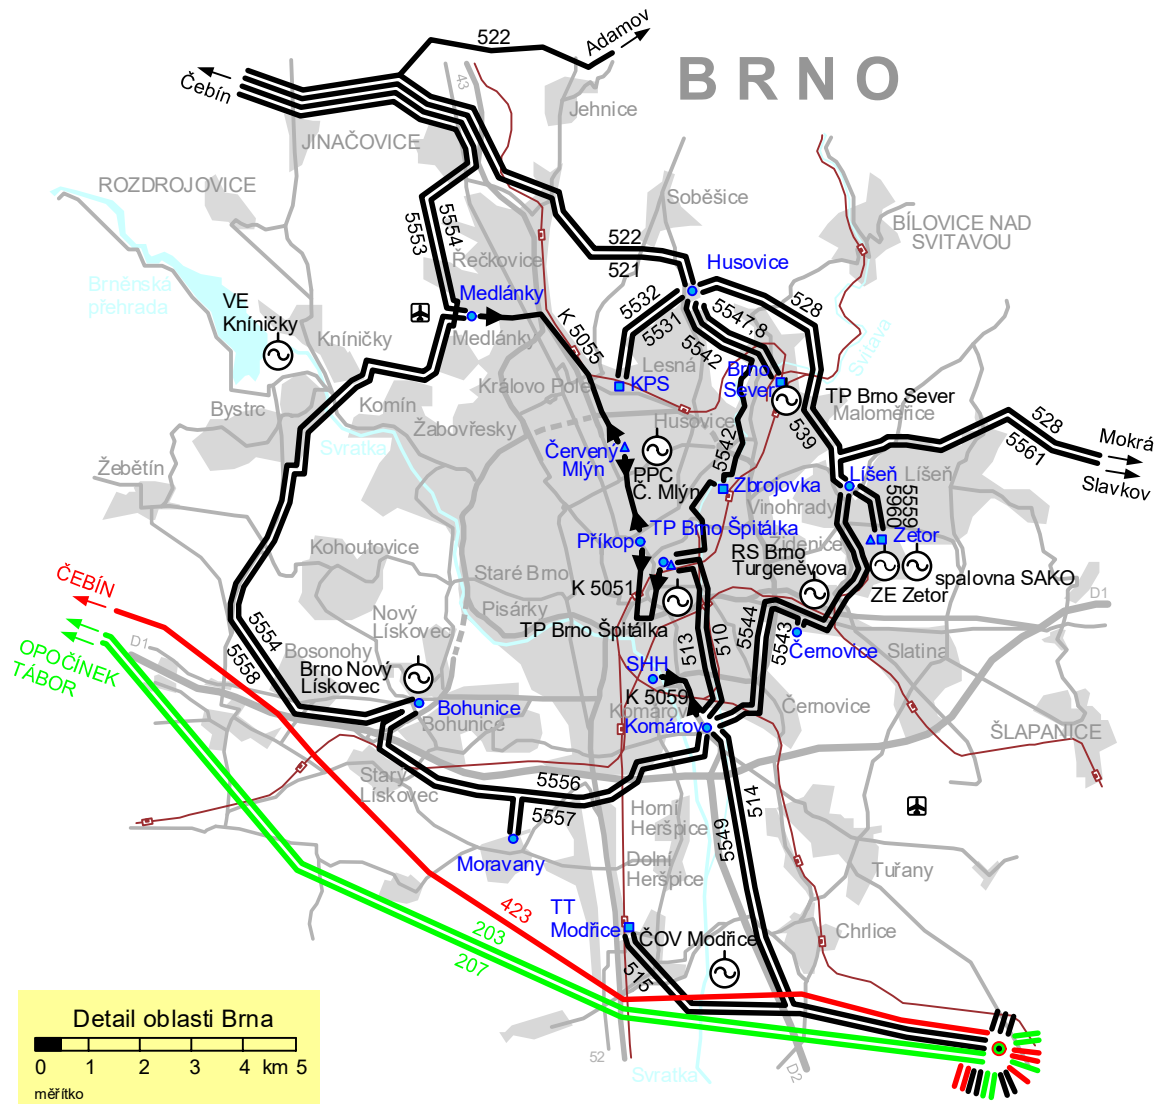 522
Adamov
BRNO
Čebín
43
Jehnice
JINAČOVICE
ROZDROJOVICE
Soběšice
5553
5554
BÍLOVICE NAD
SVITAVOU
522
521
Řečkovice
Husovice
Brněnská
přehrada
VE
Kníničky
Medlánky
528
5547,8
5532
5531
5542
K 5055
Kníničky
Medlánky
Svitava
Lesná
Královo Pole
KPS
Brno
Sever
TP Brno Sever
Maloměřice
Bystrc
Komín
Žabovřesky
Husovice
539
528
5561
Mokrá
Slavkov
Svratka
Červený
Mlýn
PPC
Č. Mlýn
5542
Žebětín
Zbrojovka
Líšeň
Líšeň
Vinohrady
5559
5960
Kohoutovice
Příkop
TP Brno Špitálka
Židenice
Zetor
RS Brno
Turgeněvova
ČEBÍN
Staré Brno
K 5051
ZE Zetor
spalovna SAKO
D1
Nový
Lískovec
Pisárky
TP Brno Špitálka
D1
5554
5558
Bosonohy
513
510
5544
5543
Černovice
Slatina
OPOČÍNEK
TÁBOR
Brno Nový
Lískovec
SHH
K 5059
Bohunice
Bohunice
Komárov
Komárov
Černovice
ŠLAPANICE
Starý
Lískovec
5556
5557
514
5549
Horní
Heršpice
Moravany
Dolní
Heršpice
Tuřany
423
TT
Modřice
ČOV Modřice
Chrlice
203
207
515
Detail oblasti Brna
0 1 2 3 4 km 5
měřítko
52
Svratka
D2